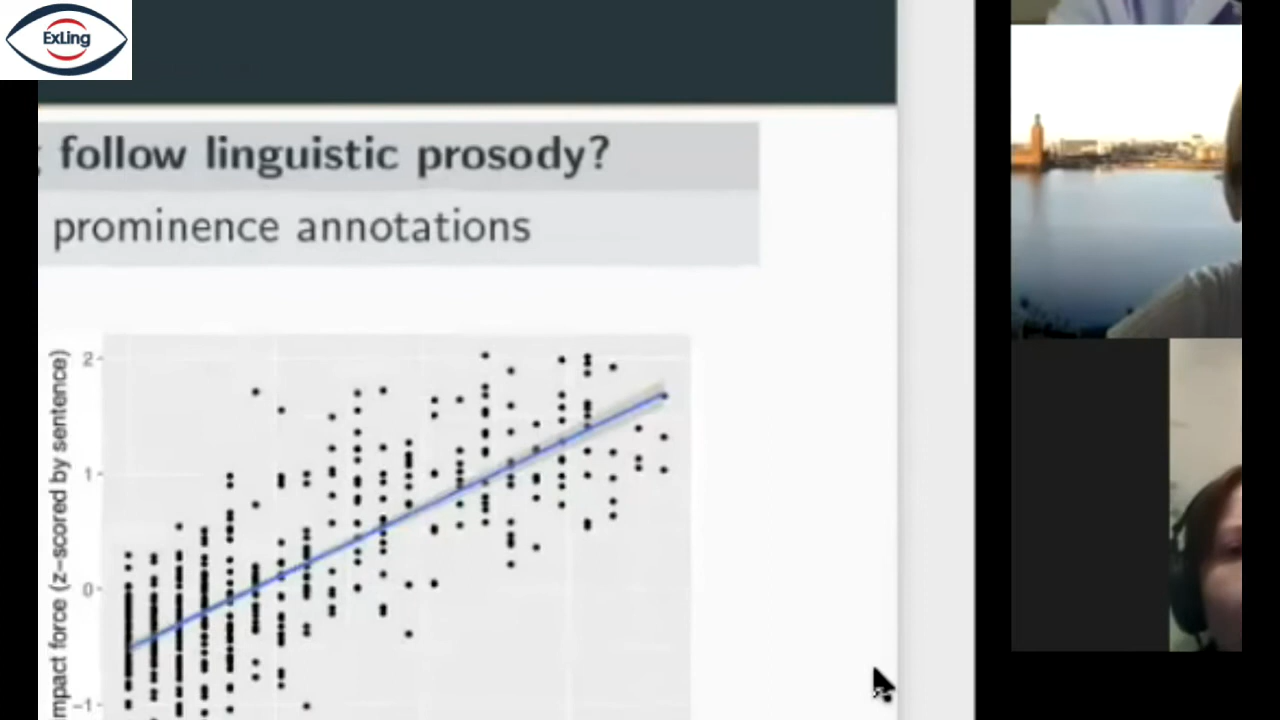 ExLing
follow linguistic prosody?
prominence annotations
mpact force (z-scored by sentence)
2
1
0
-1